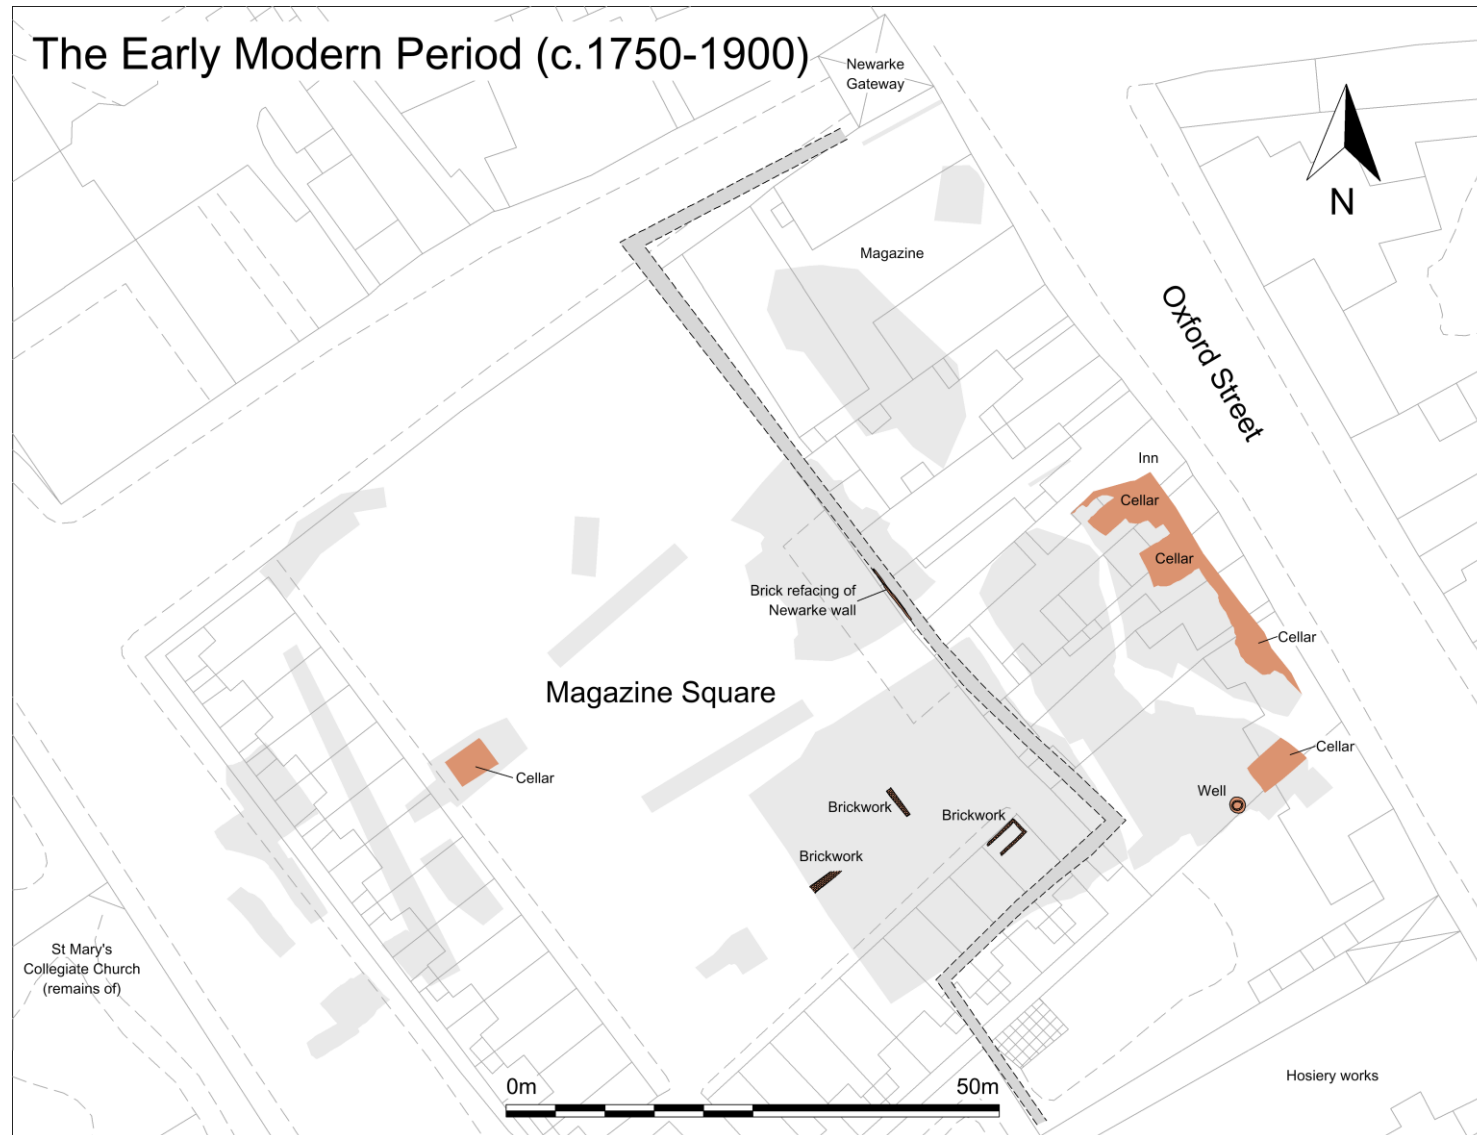 The Early Modern Period (c.1750-1900)
Newarke
Gateway
N
Magazine
Oxford Street
Inn
Cellar
Cellar
Brick refacing of
Newarke wall
Cellar
Magazine Square
Cellar
Cellar
Well
Brickwork
Brickwork
Brickwork
St Mary's
Collegiate Church
(remains of)
Hosiery works
0m
50m